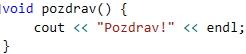 void pozdrav() {
    cout << "Pozdrav!" << endl;
}